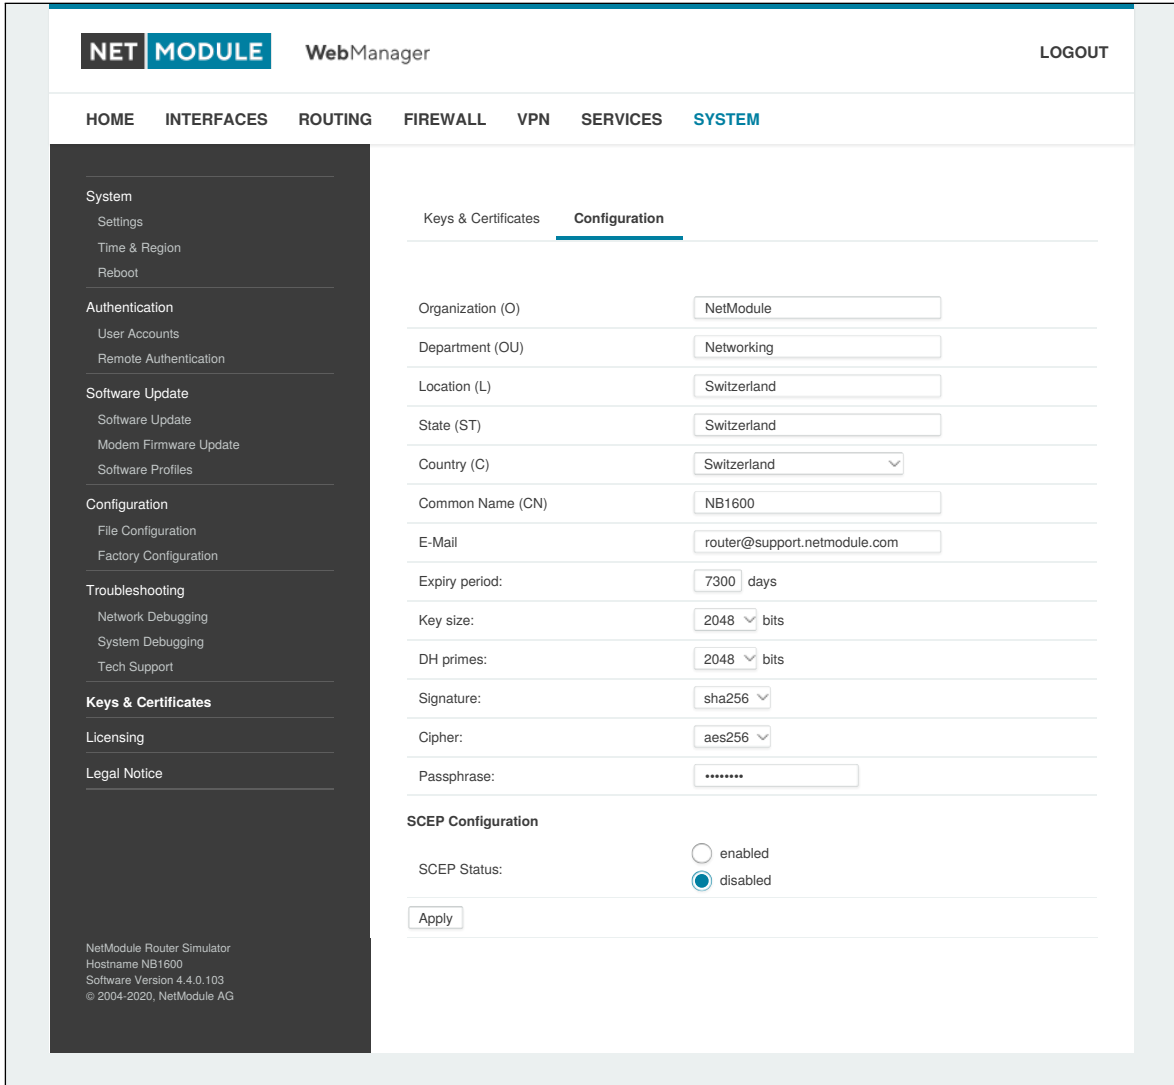 NET MODULE WebManager LOGOUT
HOME INTERFACES ROUTING FIREWALL VPN SERVICES SYSTEM
System
Settings
Time & Region
Reboot
Authentication
User Accounts
Remote Authentication
Software Update
Software Update
Modem Firmware Update
Software Profiles
Configuration
File Configuration
Factory Configuration
Troubleshooting
Network Debugging
System Debugging
Tech Support
Keys & Certificates
Licensing
Legal Notice
NetModule Router Simulator
Hostname NB1600
Software Version 4.4.0.103
© 2004-2020, NetModule AG
Keys & Certificates Configuration
Organization (O) NetModule
Department (OU) Networking
Location (L) Switzerland
State (ST) Switzerland
Country (C) Switzerland
Common Name (CN) NB1600
E-Mail router@support.netmodule.com
Expiry period: 7300 days
Key size: 2048 bits
DH primes: 2048 bits
Signature: sha256
Cipher: aes256
Passphrase: ••••••••
SCEP Configuration
SCEP Status: enabled
disabled
Apply